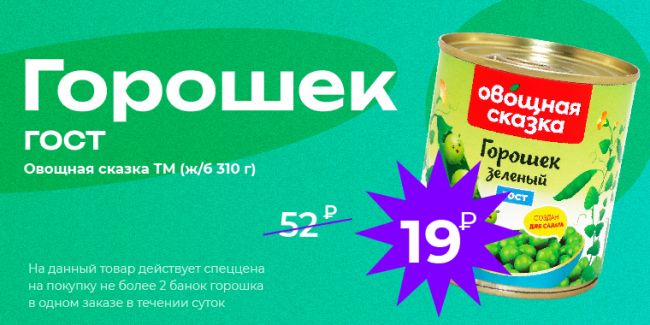 Горошек
ГОСТ
Овощная сказка ТМ (ж/б 310 г)
52 ₽
19 ₽
На данный товар действует спеццена
на покупку не более 2 банок горошка
в одном заказе в течении суток
овощная
сказка
Горошек
зеленый
ГОСТ
СОЗДАН
ДЛЯ САЛАТА